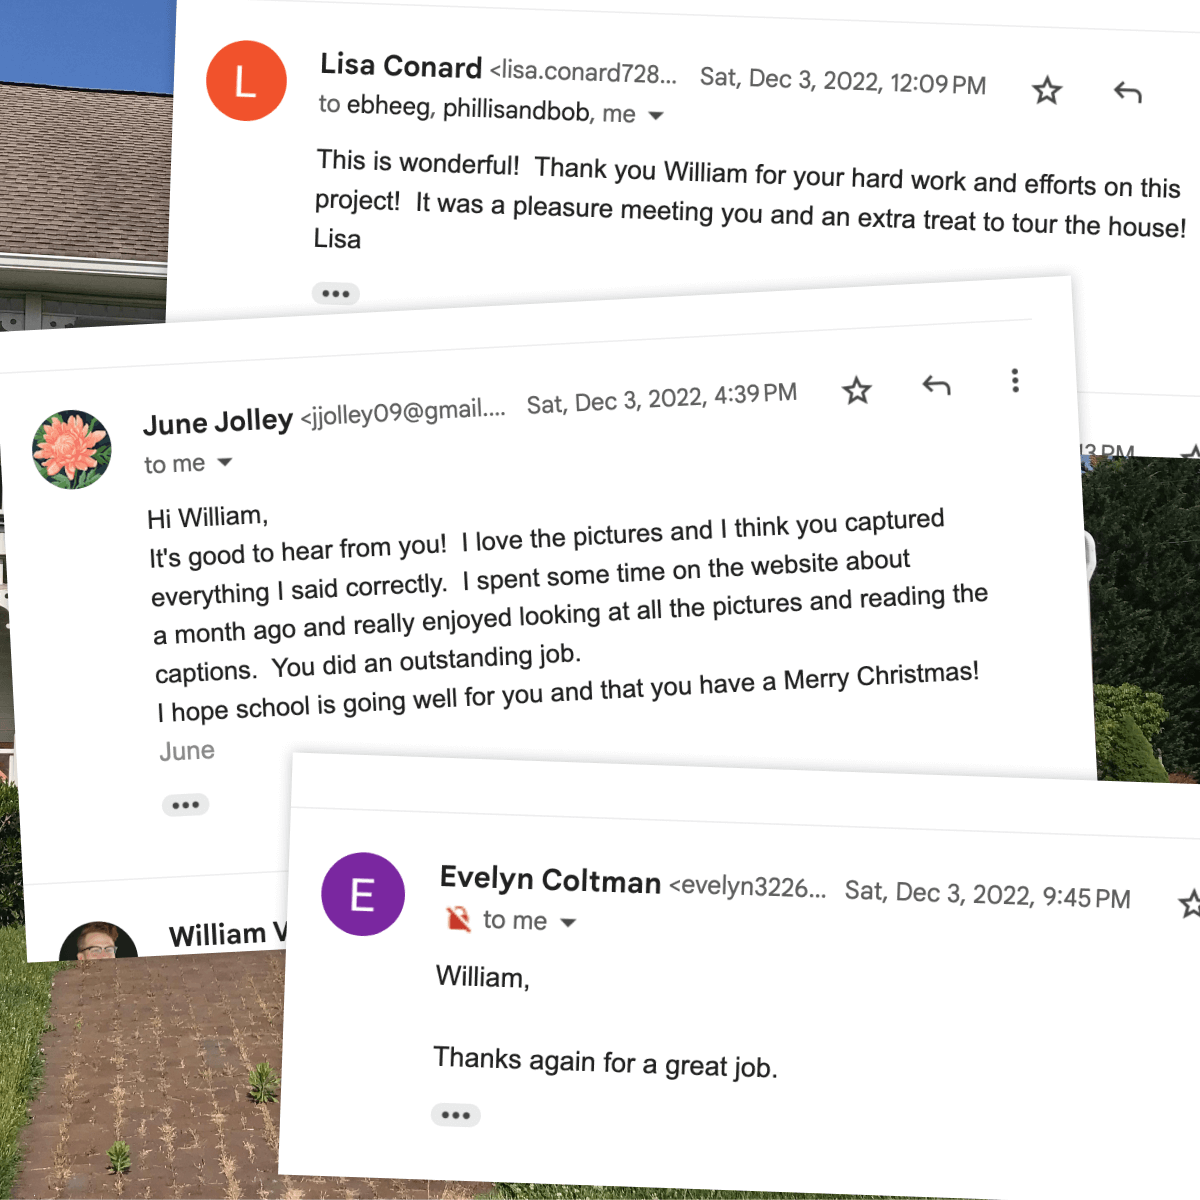 L
Lisa Conard <lisa.conard728... Sat, Dec 3, 2022, 12:09 PM
to ebheeg, phillisandbob, me
This is wonderful!  Thank you William for your hard work and efforts on this
project!  It was a pleasure meeting you and an extra treat to tour the house!
Lisa
June Jolley <jjolley09@gmail.... Sat, Dec 3, 2022, 4:39 PM
to me
PM
Hi William,
It's good to hear from you!  I love the pictures and I think you captured
everything I said correctly.  I spent some time on the website about
a month ago and really enjoyed looking at all the pictures and reading the
captions.  You did an outstanding job.
I hope school is going well for you and that you have a Merry Christmas!
June
William
E
Evelyn Coltman <evelyn3226... Sat, Dec 3, 2022, 9:45 PM
to me
William,
Thanks again for a great job.